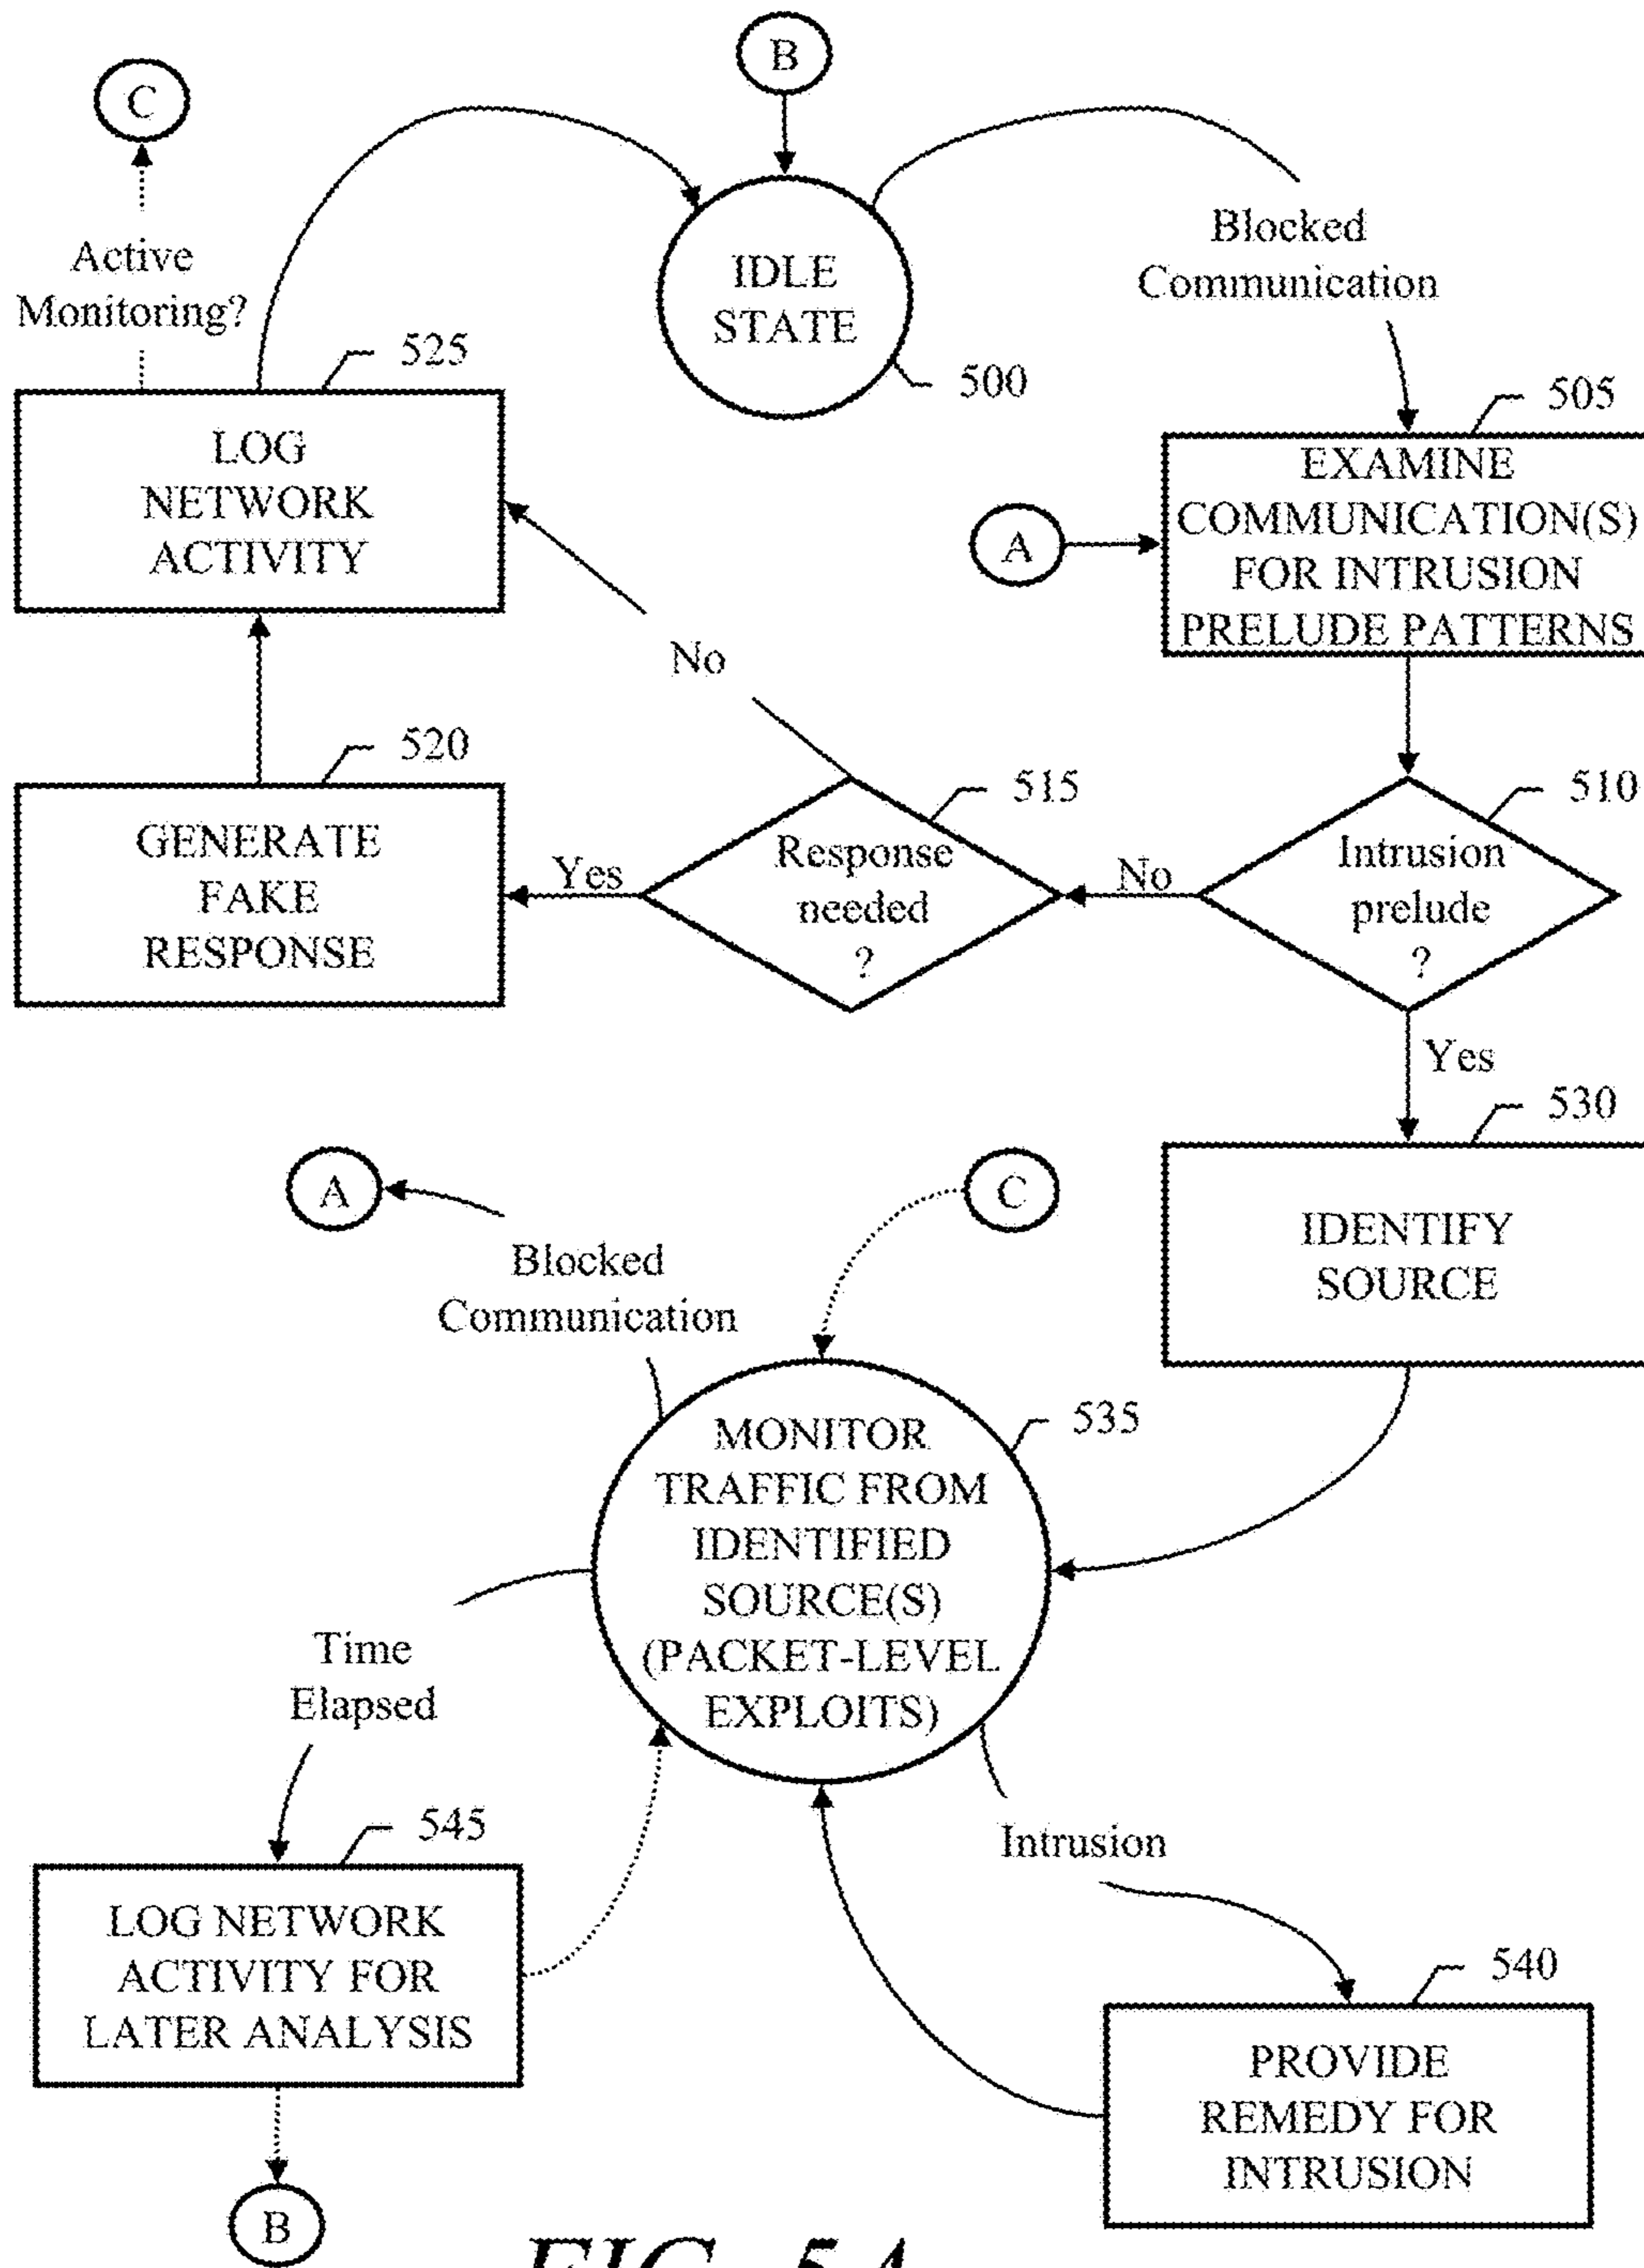 B
C
Active
Monitoring?
Blocked
Communication
IDLE
STATE
500
525
LOG
NETWORK
ACTIVITY
505
EXAMINE
COMMUNICATION(S)
FOR INTRUSION
PRELUDE PATTERNS
A
No
520
GENERATE
FAKE
RESPONSE
Yes
515
Response
needed
?
No
510
Intrusion
prelude
?
Yes
530
IDENTIFY
SOURCE
A
Blocked
Communication
C
535
MONITOR
TRAFFIC FROM
IDENTIFIED
SOURCE(S)
(PACKET-LEVEL
EXPLOITS)
Time
Elapsed
545
LOG NETWORK
ACTIVITY FOR
LATER ANALYSIS
Intrusion
540
PROVIDE
REMEDY FOR
INTRUSION
B
FIG. 5A